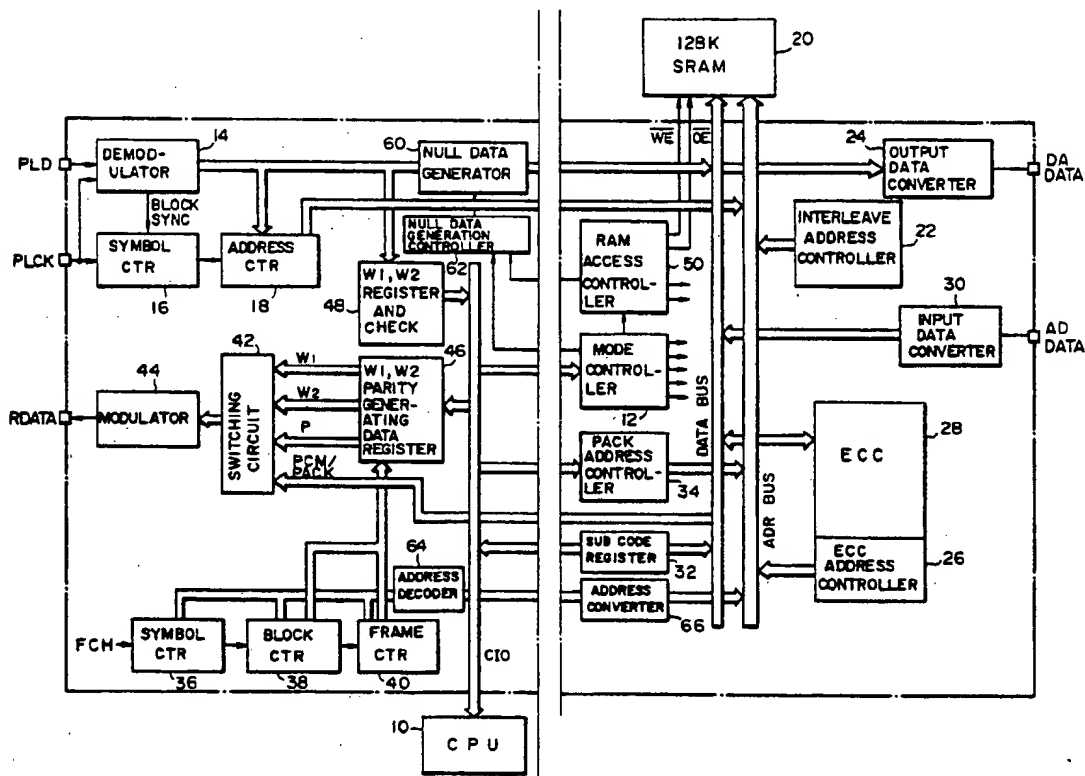 128K
SRAM
20
WE
OE
PLD
14
DEMOD-
ULATOR
BLOCK
SYNC
60
NULL DATA
GENERATOR
24
OUTPUT
DATA
CONVERTER
DA
DATA
PLCK
SYMBOL
CTR
16
ADDRESS
CTR
18
NULL DATA
GENERATION
CONTROLLER
62
RAM
ACCESS
CONTROL-
LER
50
INTERLEAVE
ADDRESS
CONTROLLER
22
48
W1, W2
REGISTER
AND
CHECK
30
INPUT
DATA
CONVERTER
AD
DATA
RDATA
44
MODULATOR
42
SWITCHING
CIRCUIT
W1
W2
P
PCM/
PACK
46
W1, W2
PARITY
GENER-
ATING
DATA
REGISTER
MODE
CONTROL-
LER
12
DATA BUS
ADR BUS
PACK
ADDRESS
CONTROL-
LER
34
ECC
28
SUB CODE
REGISTER
32
ECC
ADDRESS
CONTROLLER
26
64
ADDRESS
DECODER
ADDRESS
CONVERTER
66
FCH
SYMBOL
CTR
36
BLOCK
CTR
38
FRAME
CTR
40
CIO
10
CPU